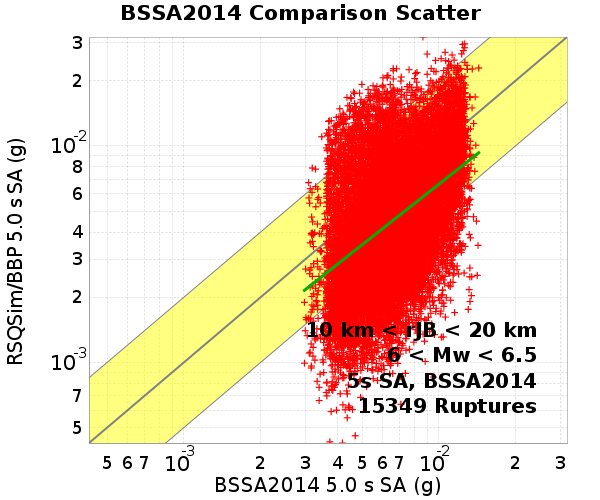 BSSA2014 Comparison Scatter
RSQSim/BBP 5.0 s SA (g)
3
2
10-2
8
6
4
3
2
10-3
7
5
10 km < rJB < 20 km
6 < Mw < 6.5
5s SA, BSSA2014
15349 Ruptures
5 6 7 10-3 2 3 4 5 6 7 10-2 2 3
BSSA2014 5.0 s SA (g)